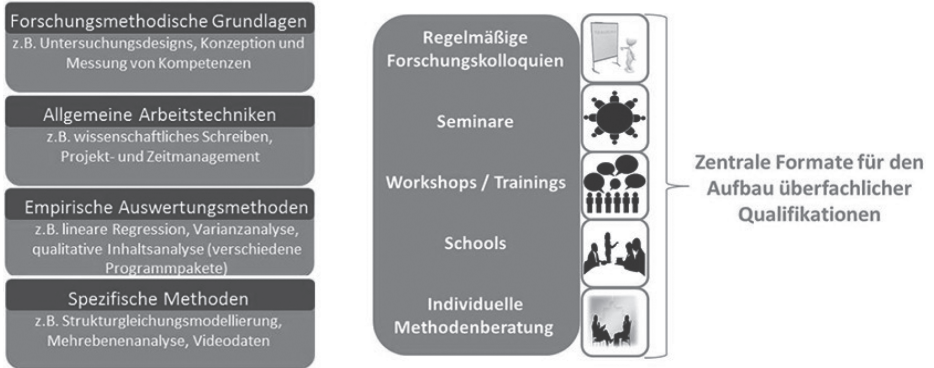 Forschungsmethodische Grundlagen
z.B. Untersuchungsdesigns, Konzeption und
Messung von Kompetenzen
Allgemeine Arbeitstechniken
z.B. wissenschaftliches Schreiben,
Projekt- und Zeitmanagement
Empirische Auswertungsmethoden
z.B. lineare Regression, Varianzanalyse,
qualitative Inhaltsanalyse (verschiedene
Programmpakete)
Spezifische Methoden
z.B. Strukturgleichungsmodellierung,
Mehrebenenanalyse, Videodaten
Regelmäßige
Forschungskolloquien
Seminare
Workshops / Trainings
Schools
Individuelle
Methodenberatung
Zentrale Formate für den
Aufbau überfachlicher
Qualifikationen